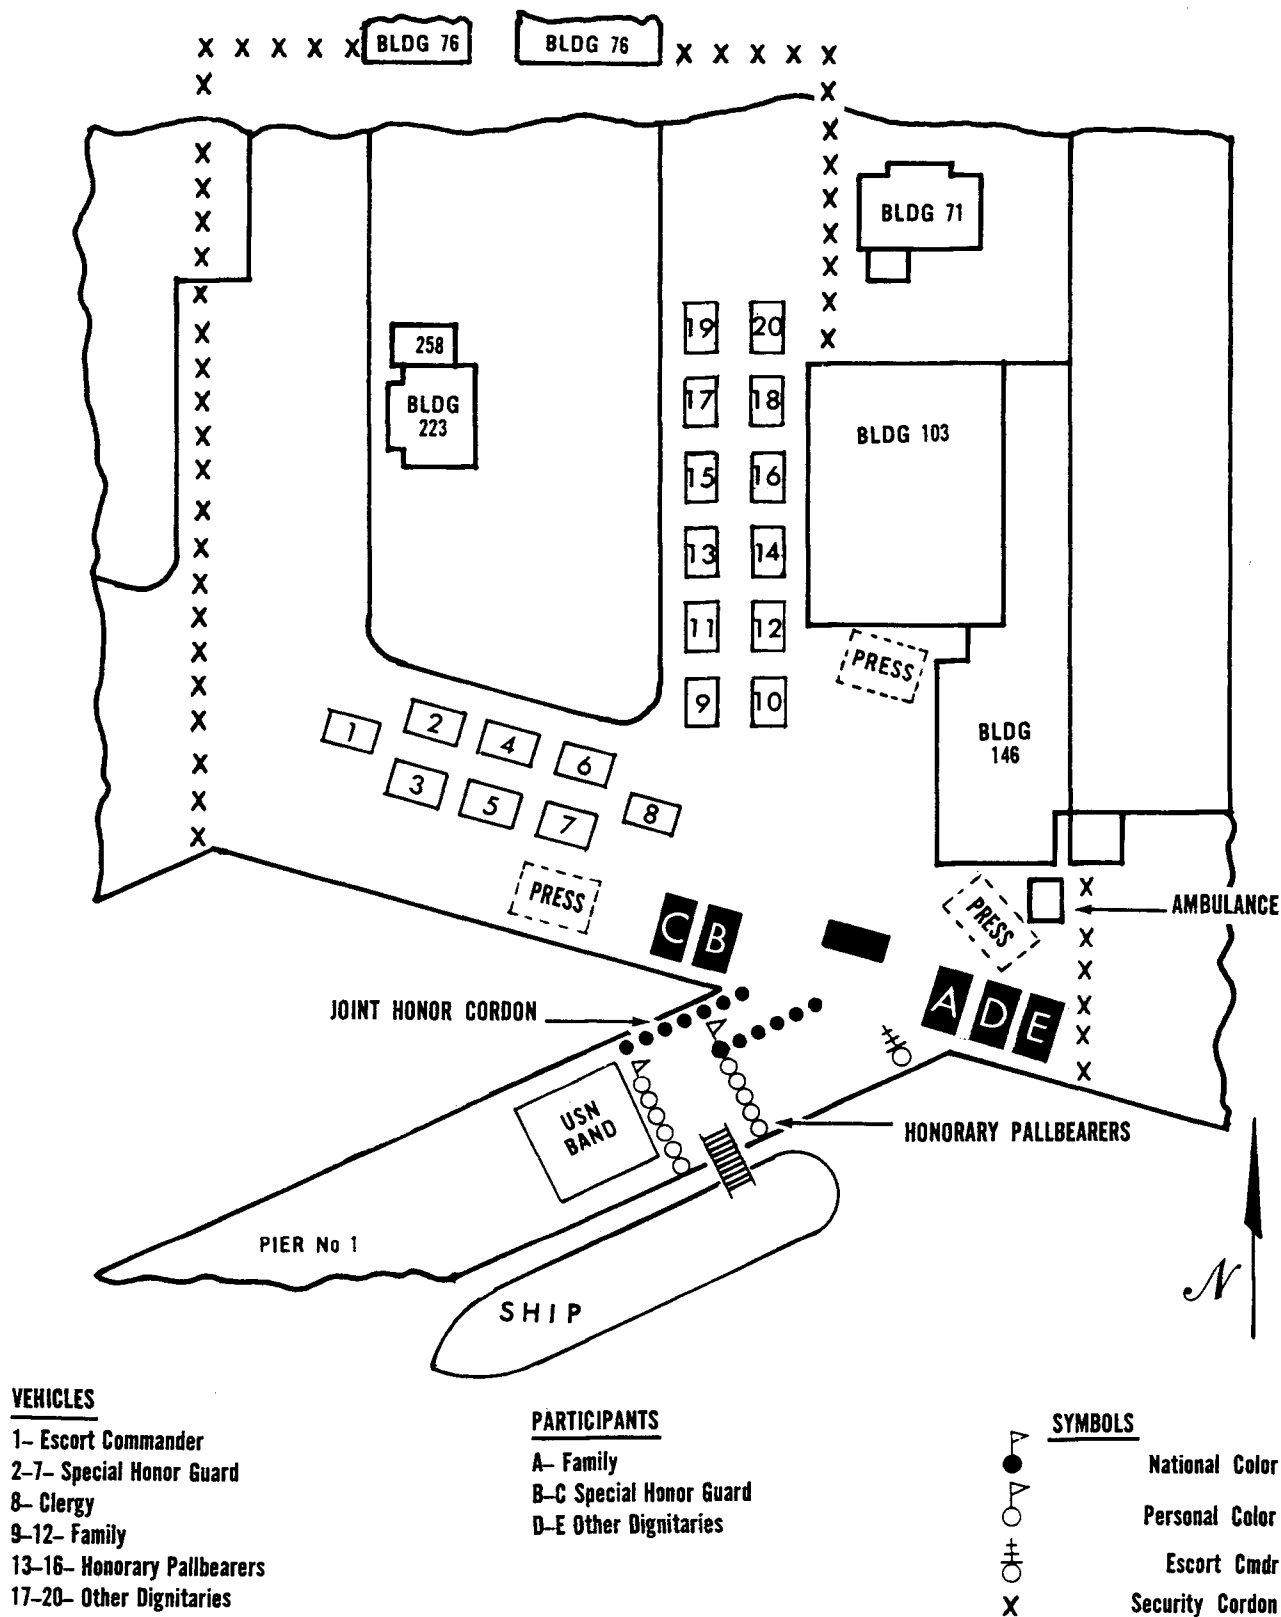 X X X X X BLDG 76 BLDG 76 X X X X X
X
X
X
X
X
X
X
X
X
X
X
BLDG 71
X
X
X
X
X
X
X
19 20
258
17 18
BLDG
223
BLDG 103
X
X
X
X
X
X
15 16
13 14
X
X
X
11 12
PRESS
X
X
9 10
X
1 2 4 6
BLDG
146
3 5 7 8
X
X
X
PRESS
PRESS
X
AMBULANCE
C B
X
X
A D E
X
X
X
JOINT HONOR CORDON
USN
BAND
HONORARY PALLBEARERS
PIER No 1
N
SHIP
VEHICLES
1– Escort Commander
2–7– Special Honor Guard
8– Clergy
9–12– Family
13–16– Honorary Pallbearers
17–20– Other Dignitaries
PARTICIPANTS
A– Family
B–C Special Honor Guard
D–E Other Dignitaries
SYMBOLS
National Color
Personal Color
Escort Cmdr
X Security Cordon